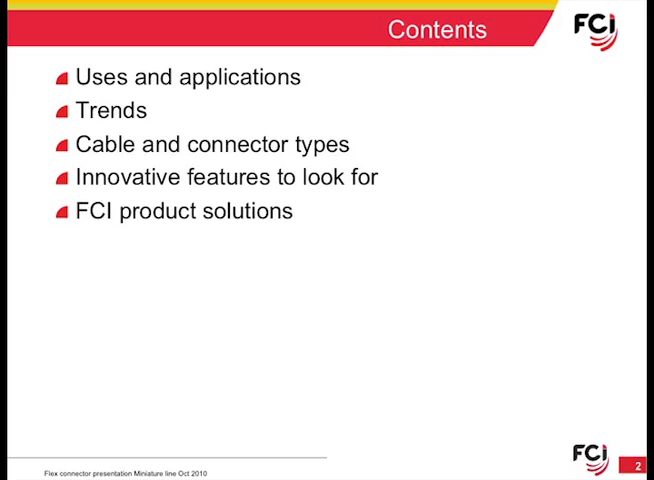 Contents
FCI
Uses and applications
Trends
Cable and connector types
Innovative features to look for
FCI product solutions
Flex connector presentation Miniature line Oct 2010
FCI
2